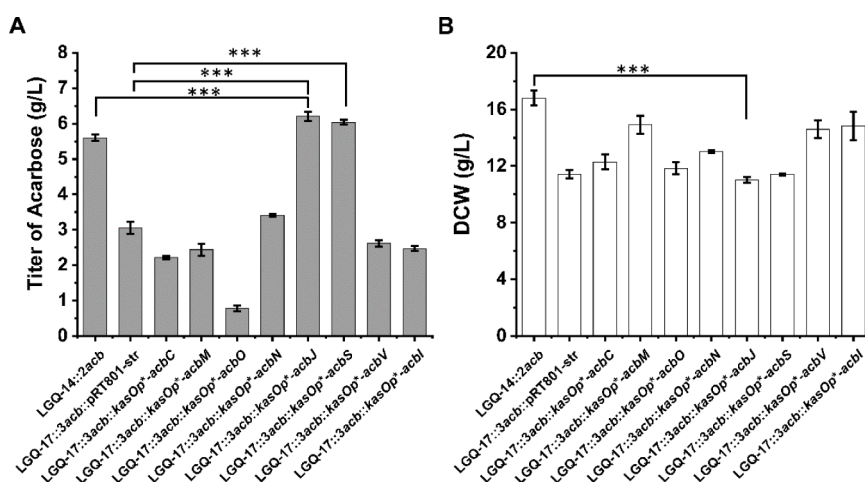 A
Titer of Acarbose (g/L)
8
7
6
5
4
3
2
1
0
***
***
***
LGQ-14::2acb
LGQ-17::3acb::pRT801-str
LGQ-17::3acb::kasOp*-acbC
LGQ-17::3acb::kasOp*-acbM
LGQ-17::3acb::kasOp*-acbO
LGQ-17::3acb::kasOp*-acbN
LGQ-17::3acb::kasOp*-acbJ
LGQ-17::3acb::kasOp*-acbS
LGQ-17::3acb::kasOp*-acbV
LGQ-17::3acb::kasOp*-acbI
B
DCW (g/L)
20
16
12
8
4
0
***
LGQ-14::2acb
LGQ-17::3acb::pRT801-str
LGQ-17::3acb::kasOp*-acbC
LGQ-17::3acb::kasOp*-acbM
LGQ-17::3acb::kasOp*-acbO
LGQ-17::3acb::kasOp*-acbN
LGQ-17::3acb::kasOp*-acbJ
LGQ-17::3acb::kasOp*-acbS
LGQ-17::3acb::kasOp*-acbV
LGQ-17::3acb::kasOp*-acbI